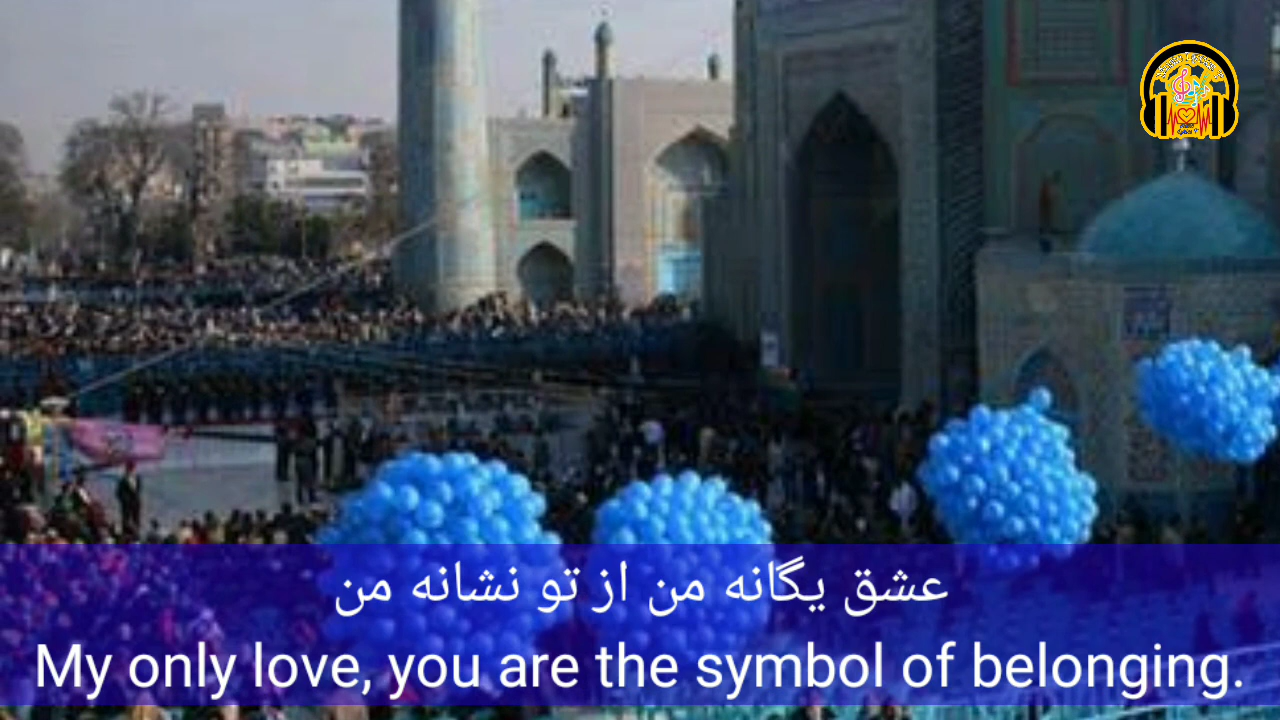 عشق یگانه من از تو نشانه من
My only love, you are the symbol of belonging.